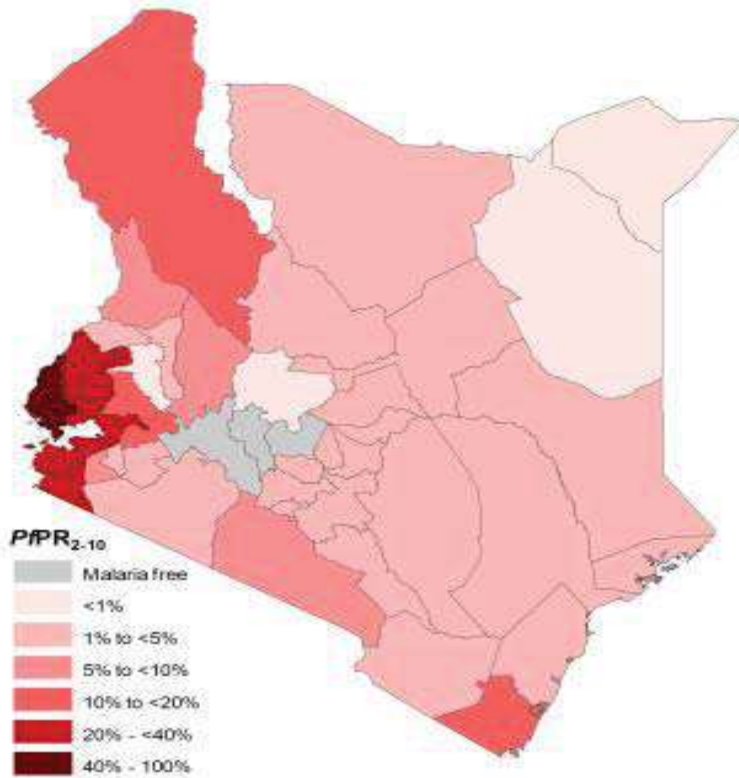 PfPR2-10
Malaria free
<1%
1% to <5%
5% to <10%
10% to <20%
20% - <40%
40% - 100%